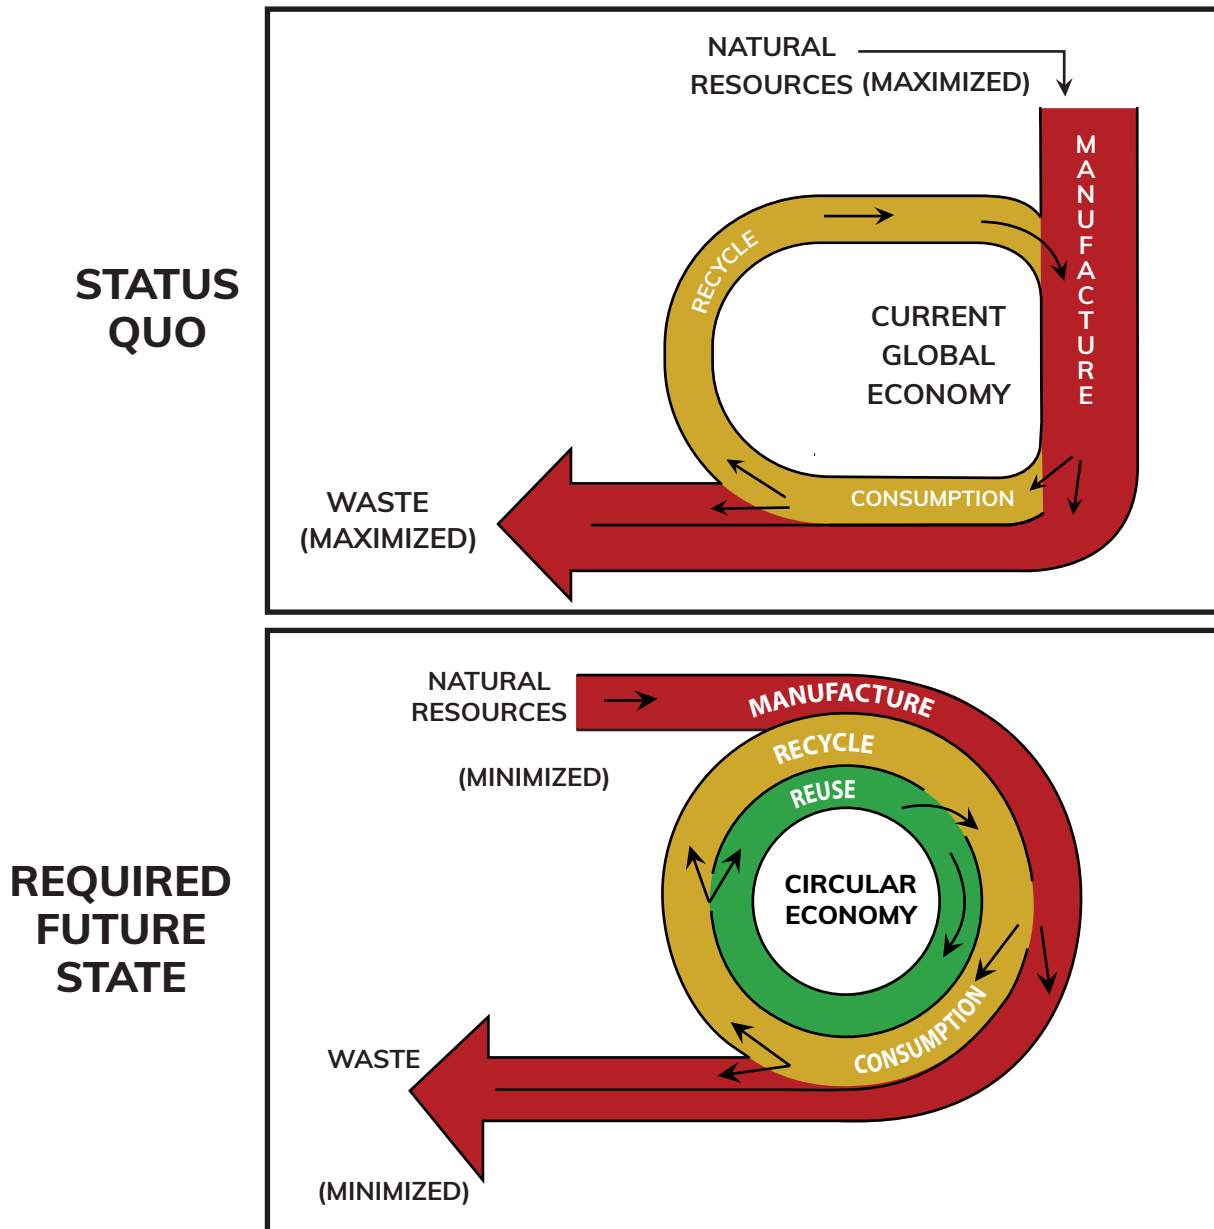 STATUS
QUO
NATURAL
RESOURCES (MAXIMIZED)
MANUFACTURE
RECYCLE
CURRENT
GLOBAL
ECONOMY
CONSUMPTION
WASTE
(MAXIMIZED)
REQUIRED
FUTURE
STATE
NATURAL
RESOURCES
(MINIMIZED)
MANUFACTURE
RECYCLE
REUSE
CIRCULAR
ECONOMY
CONSUMPTION
WASTE
(MINIMIZED)